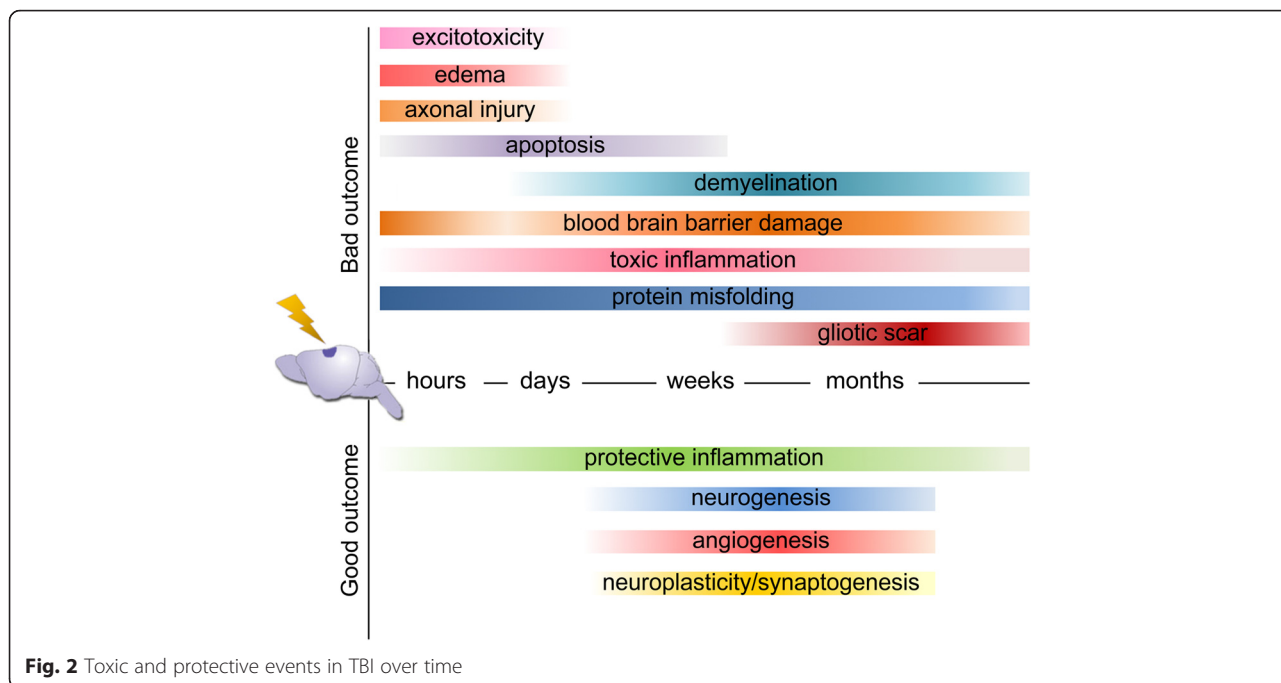 excitotoxicity
edema
axonal injury
apoptosis
demyelination
blood brain barrier damage
toxic inflammation
protein misfolding
gliotic scar
Bad outcome
hours days weeks months
Good outcome
protective inflammation
neurogenesis
angiogenesis
neuroplasticity/synaptogenesis
Fig. 2 Toxic and protective events in TBI over time